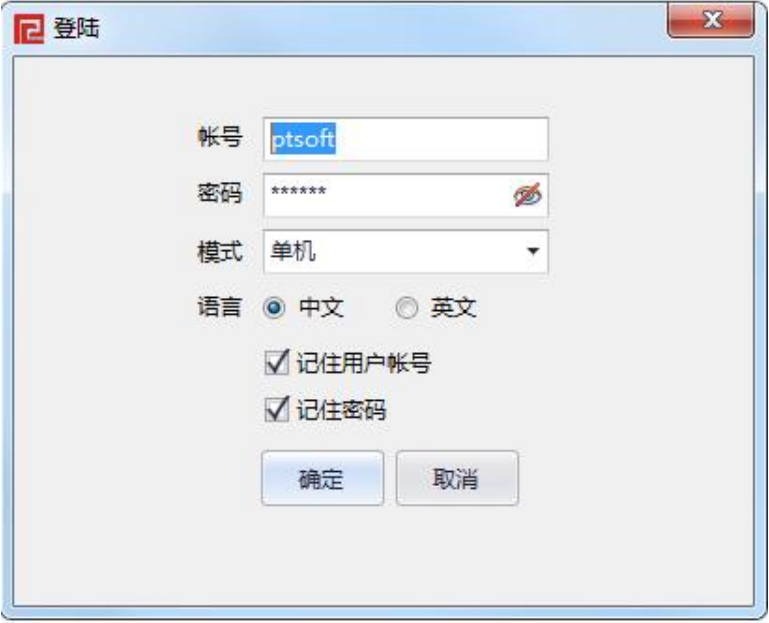 登陆
帐号 ptsoft
密码 ******
模式 单机
语言 中文 英文
记住用户帐号
记住密码
确定 取消